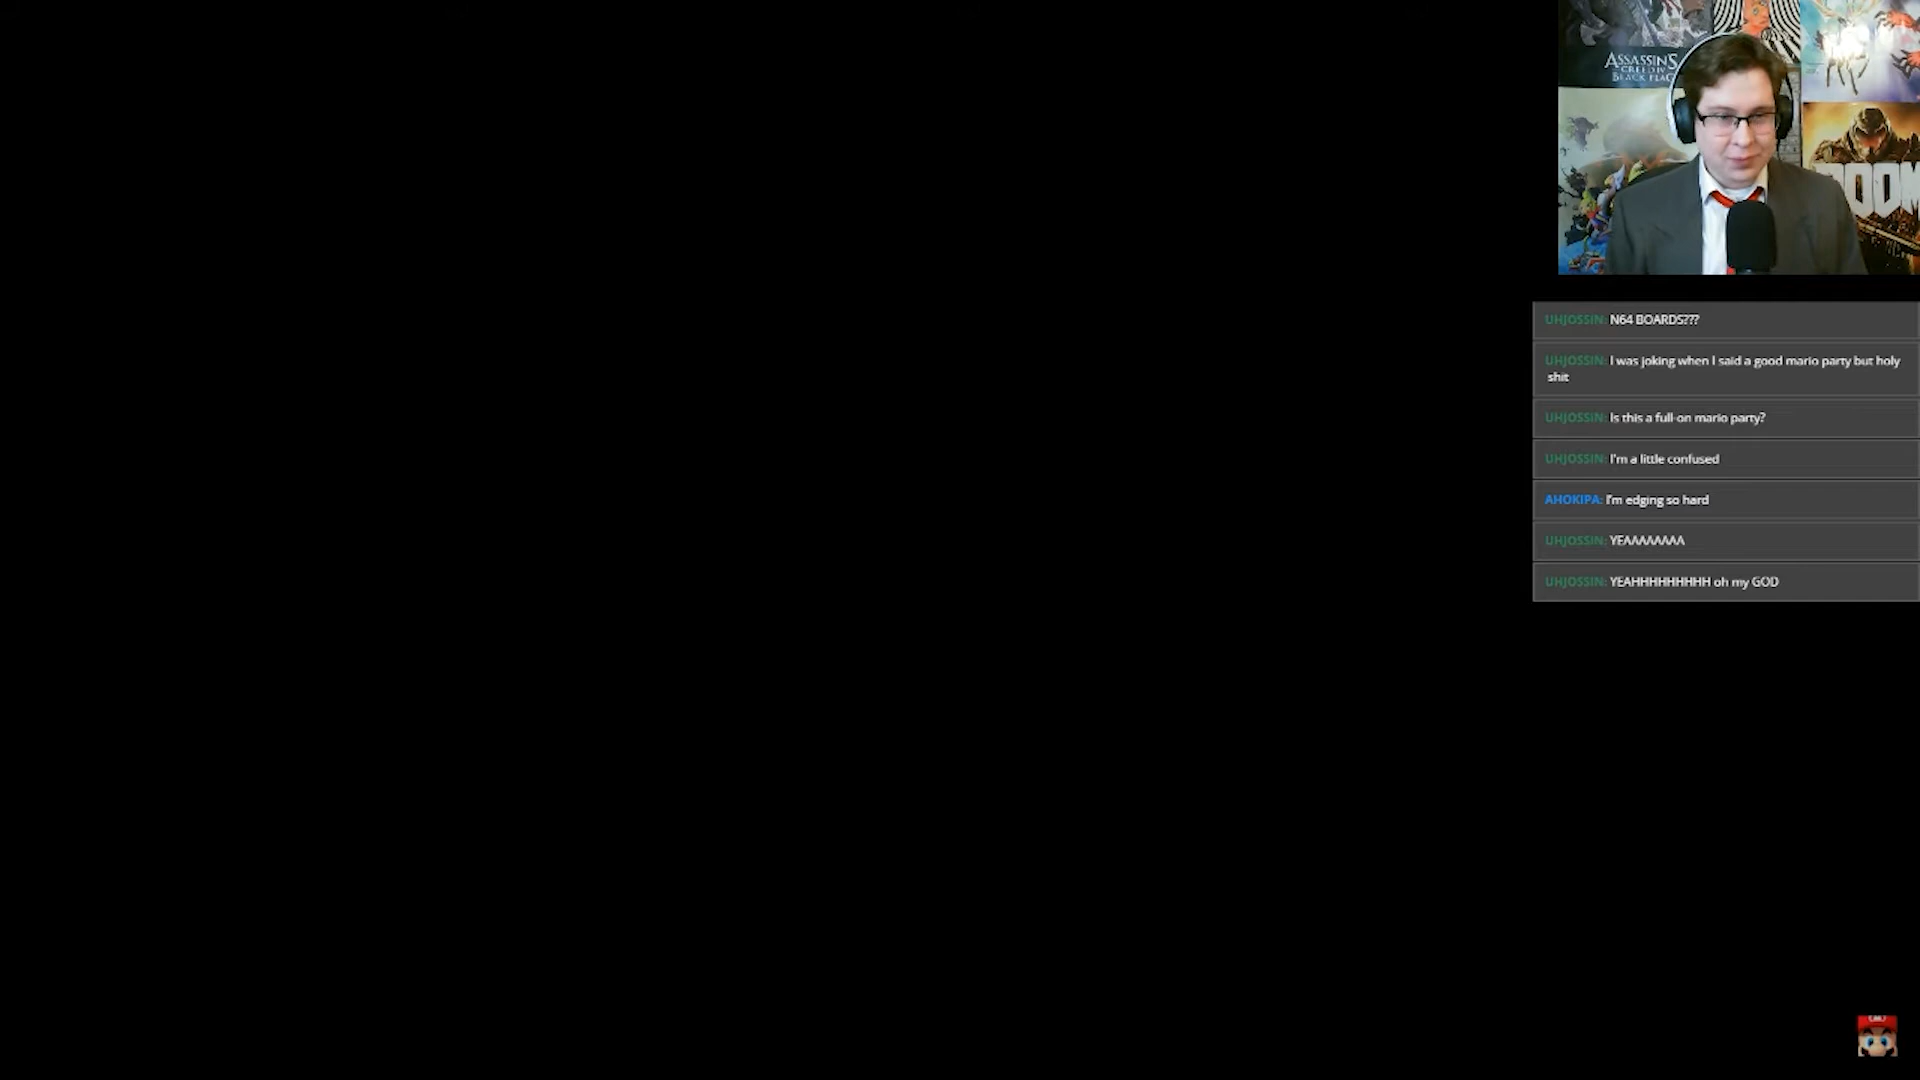 ASSASSIN'S
CREED IV
BLACK FLAG
DOOM
UHJOSSIN: N64 BOARDS???
UHJOSSIN: I was joking when I said a good mario party but holy
shit
UHJOSSIN: Is this a full-on mario party?
UHJOSSIN: I'm a little confused
AHOKIPA: I'm edging so hard
UHJOSSIN: YEAAAAAAAA
UHJOSSIN: YEAHHHHHHHHHH oh my GOD